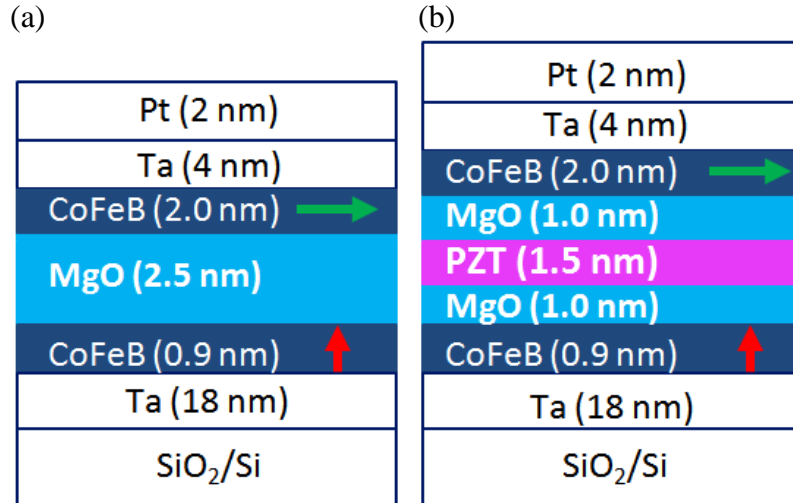 (a)
Pt (2 nm)
Ta (4 nm)
CoFeB (2.0 nm)
MgO (2.5 nm)
CoFeB (0.9 nm)
Ta (18 nm)
SiO₂/Si
(b)
Pt (2 nm)
Ta (4 nm)
CoFeB (2.0 nm)
MgO (1.0 nm)
PZT (1.5 nm)
MgO (1.0 nm)
CoFeB (0.9 nm)
Ta (18 nm)
SiO₂/Si